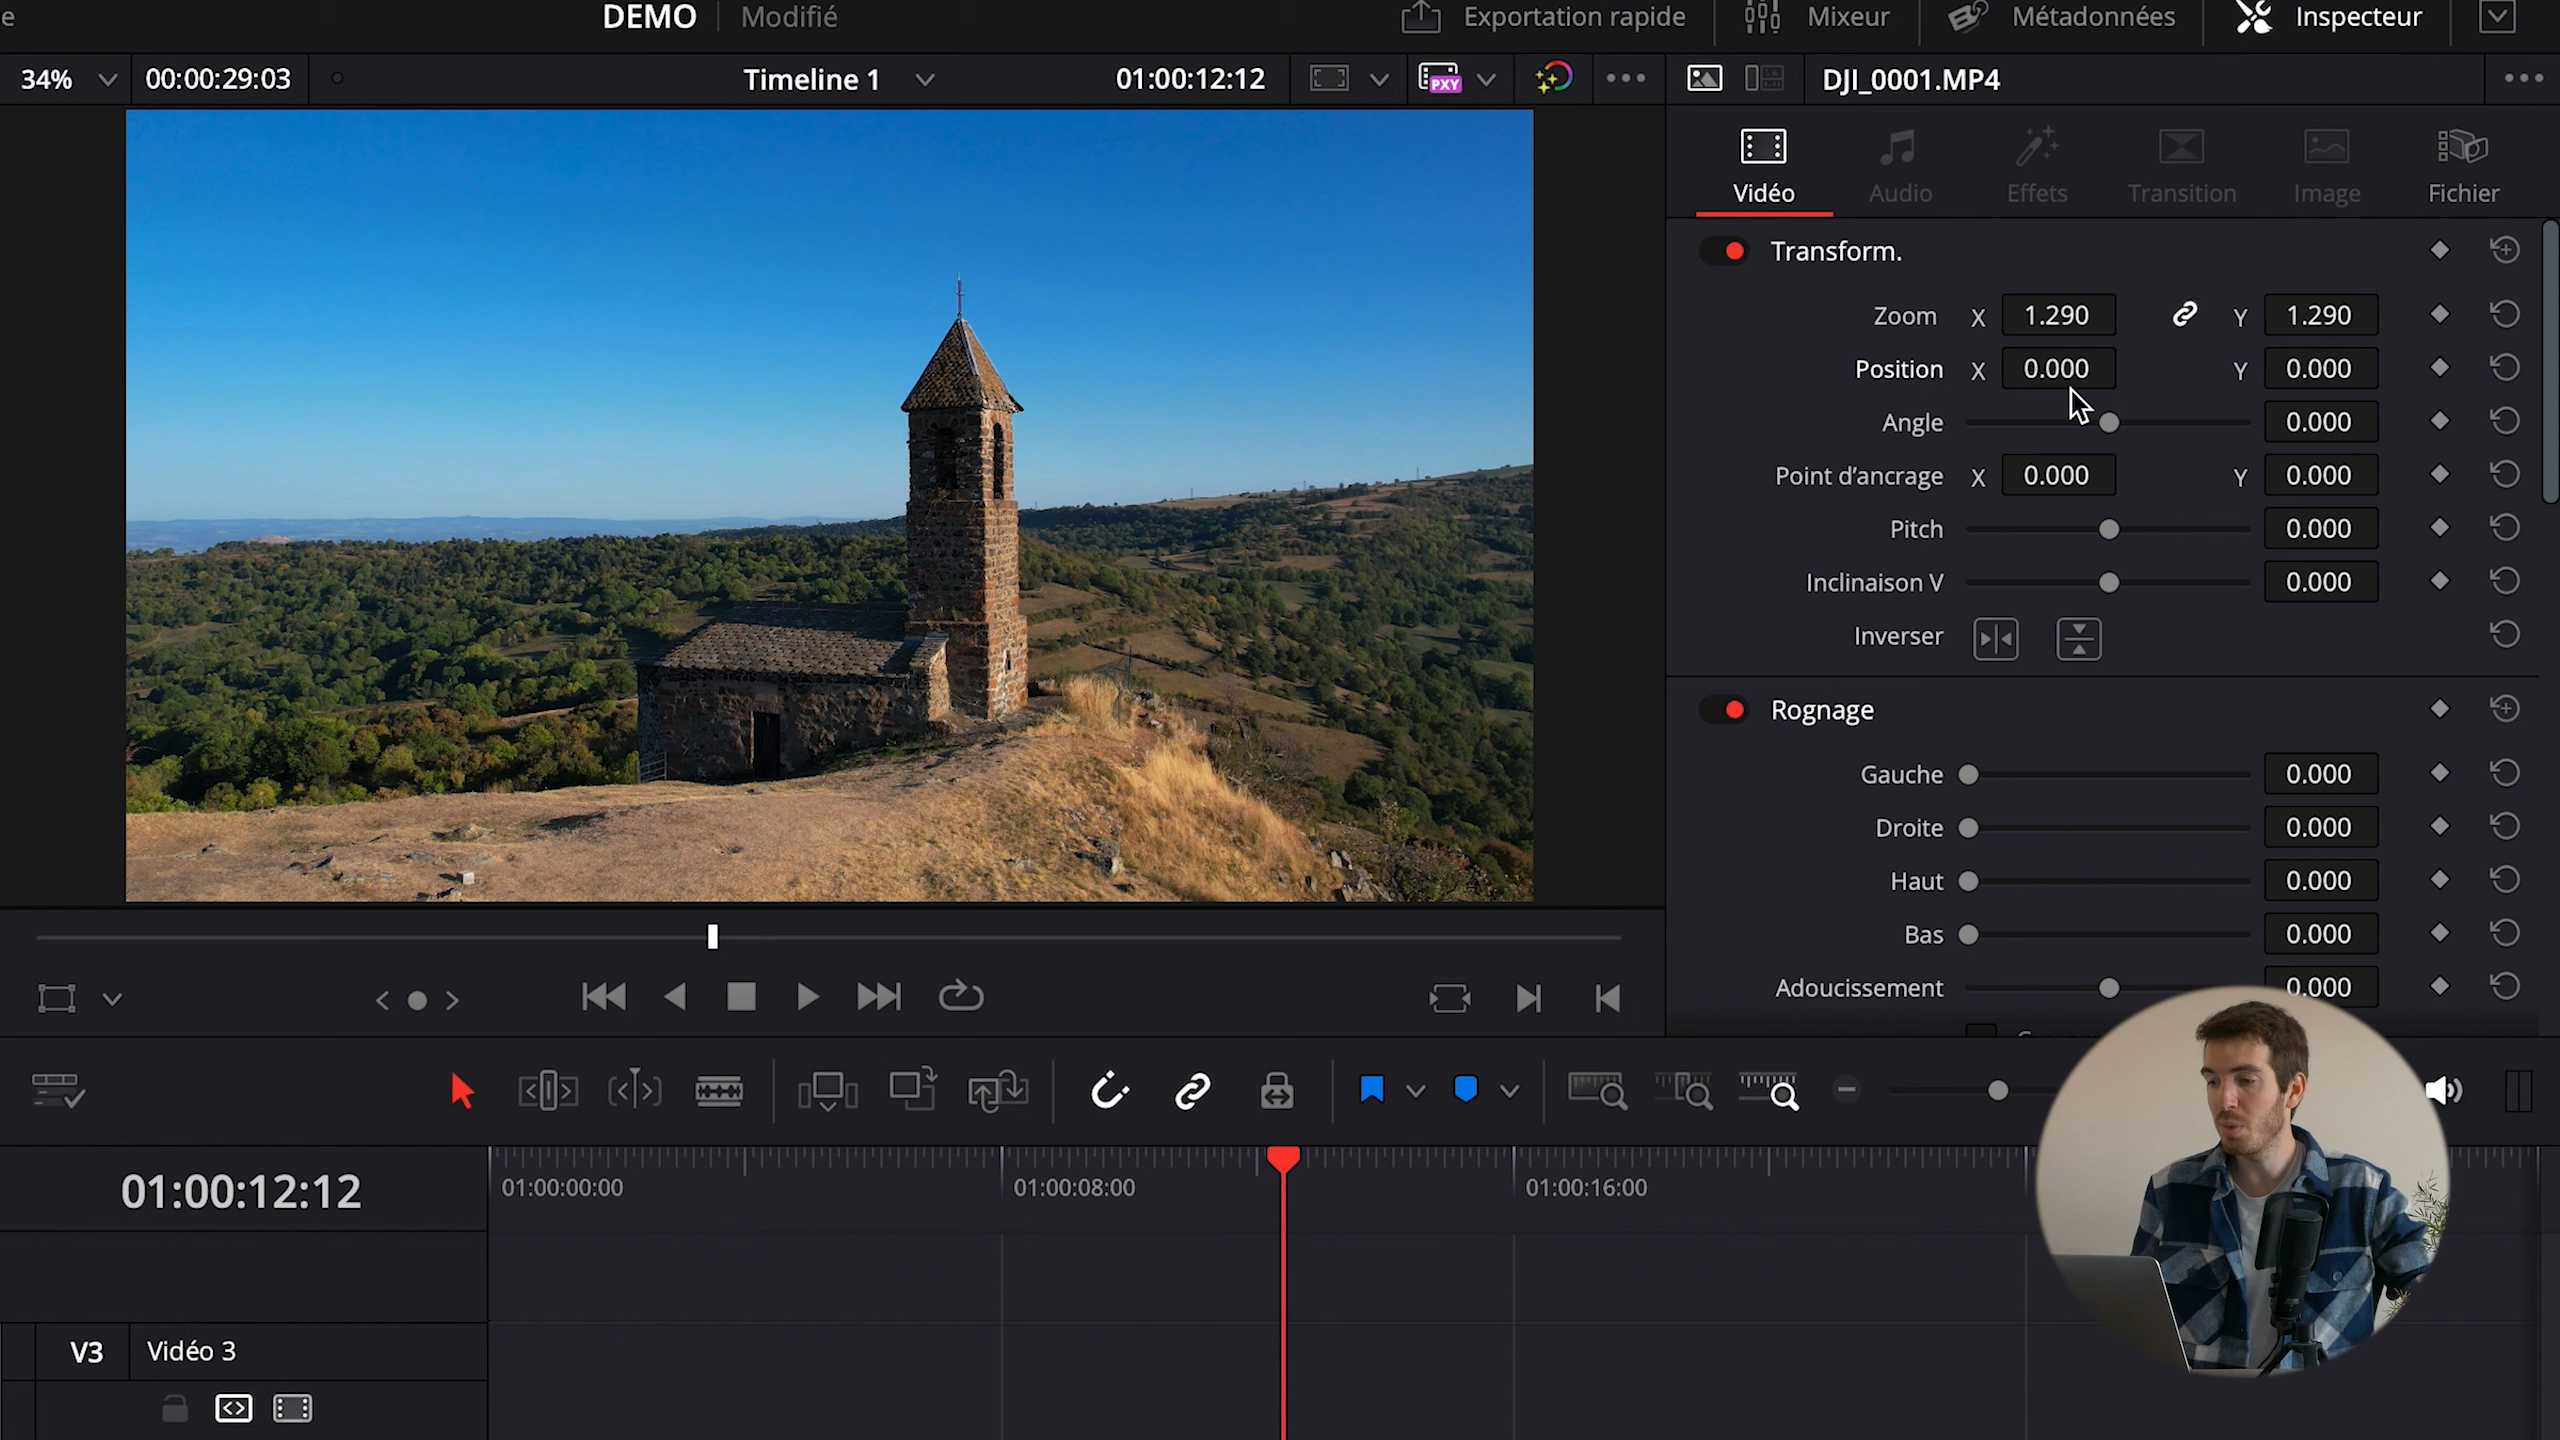 e
DEMO Modifié Exportation rapide Mixeur Métadonnées Inspecteur
34% 00:00:29:03 Timeline 1 01:00:12:12 PXY DJI_0001.MP4
Vidéo Audio Effets Transition Image Fichier
Transform.
Zoom X 1.290 Y 1.290
Position X 0.000 Y 0.000
Angle 0.000
Point d’ancrage X 0.000 Y 0.000
Pitch 0.000
Inclinaison V 0.000
Inverser
Rognage
Gauche 0.000
Droite 0.000
Haut 0.000
Bas 0.000
Adoucissement 0.000
01:00:12:12 01:00:00:00 01:00:08:00 01:00:16:00
V3 Vidéo 3